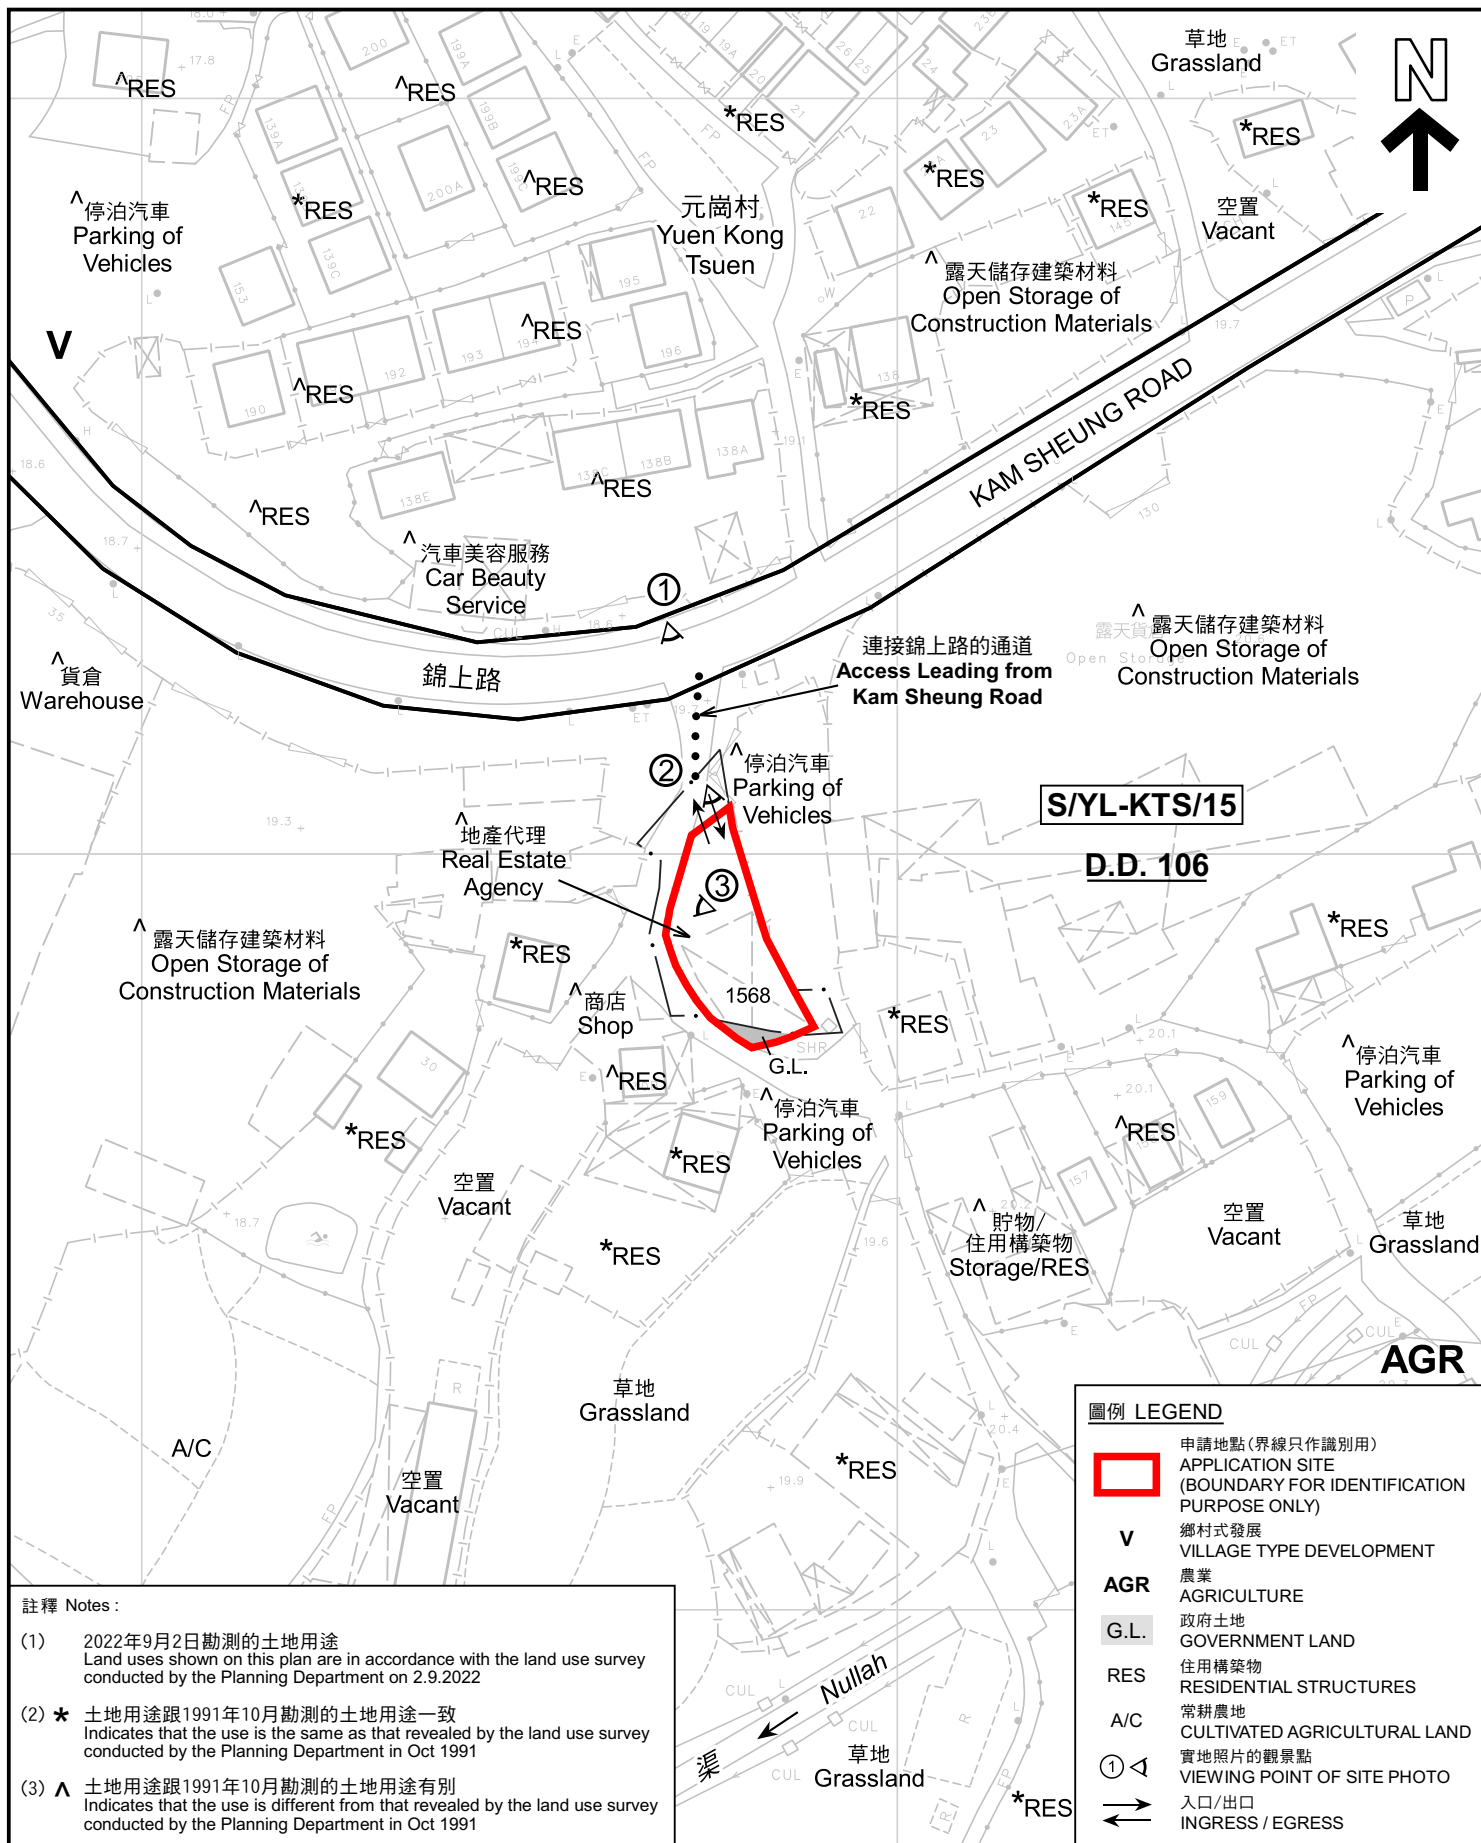 草地
Grassland
N
^RES
^RES
*RES
*RES
^RES
*RES
*RES
*RES
^停泊汽車
Parking of
Vehicles
元崗村
Yuen Kong
Tsuen
空置
Vacant
^露天儲存建築材料
Open Storage of
Construction Materials
V
^RES
^RES
*RES
KAM SHEUNG ROAD
^RES
^RES
^汽車美容服務
Car Beauty
Service
①
^貨倉
Warehouse
錦上路
連接錦上路的通道
Access Leading from
Kam Sheung Road
^露天儲存建築材料
Open Storage of
Construction Materials
②
^停泊汽車
Parking of
Vehicles
S/YL-KTS/15
D.D. 106
^地產代理
Real Estate
Agency
③
^露天儲存建築材料
Open Storage of
Construction Materials
*RES
*RES
^商店
Shop
1568
*RES
G.L.
^RES
^停泊汽車
Parking of
Vehicles
^停泊汽車
Parking of
Vehicles
*RES
*RES
^RES
空置
Vacant
*RES
^貯物/
住用構築物
Storage/RES
空置
Vacant
草地
Grassland
AGR
草地
Grassland
A/C
空置
Vacant
*RES
渠 Nullah
草地
Grassland
*RES
圖例 LEGEND
申請地點(界線只作識別用)
APPLICATION SITE
(BOUNDARY FOR IDENTIFICATION
PURPOSE ONLY)
V 鄉村式發展
VILLAGE TYPE DEVELOPMENT
AGR 農業
AGRICULTURE
G.L. 政府土地
GOVERNMENT LAND
RES 住用構築物
RESIDENTIAL STRUCTURES
A/C 常耕農地
CULTIVATED AGRICULTURAL LAND
① 實地照片的觀景點
VIEWING POINT OF SITE PHOTO
入口/出口
INGRESS / EGRESS
註釋 Notes :
(1) 2022年9月2日勘測的土地用途
Land uses shown on this plan are in accordance with the land use survey
conducted by the Planning Department on 2.9.2022
(2) * 土地用途跟1991年10月勘測的土地用途一致
Indicates that the use is the same as that revealed by the land use survey
conducted by the Planning Department in Oct 1991
(3) ^ 土地用途跟1991年10月勘測的土地用途有別
Indicates that the use is different from that revealed by the land use survey
conducted by the Planning Department in Oct 1991